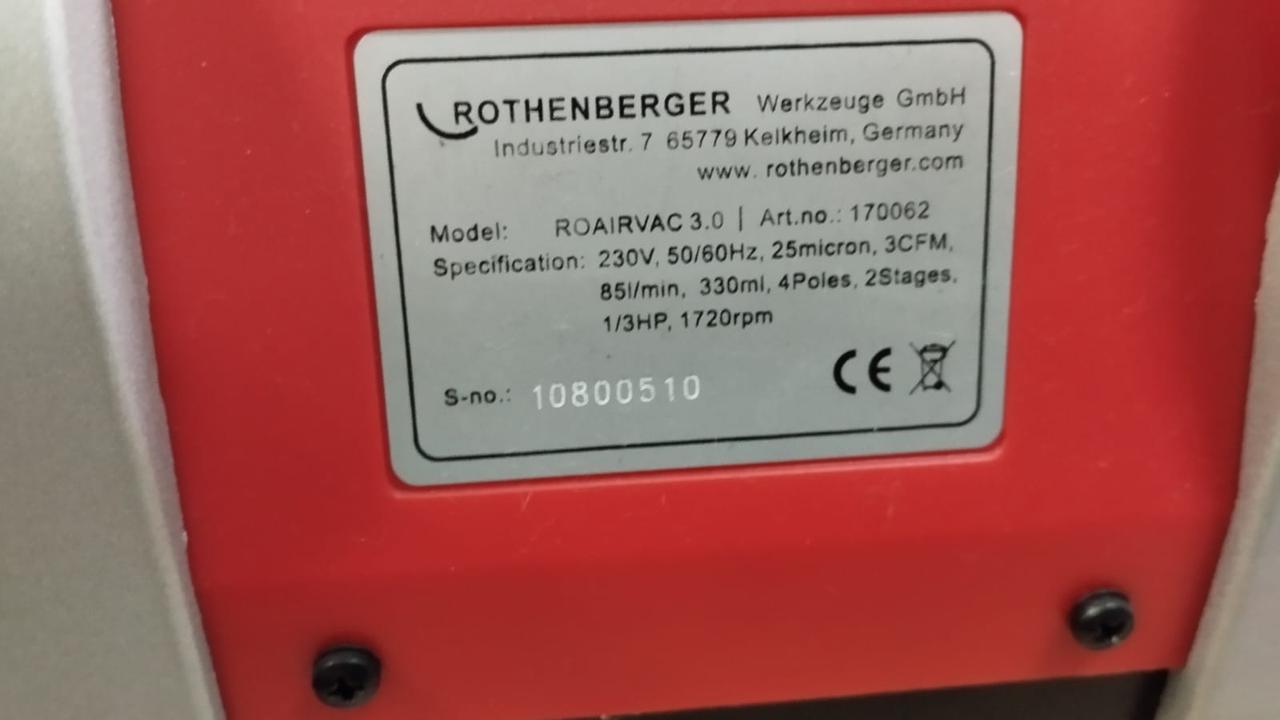 ROTHENBERGER Werkzeuge GmbH
Industriestr. 7 65779 Kelkheim, Germany
www. rothenberger.com
Model: ROAIRVAC 3.0 | Art.no.: 170062
Specification: 230V, 50/60Hz, 25micron, 3CFM,
85l/min, 330ml, 4Poles, 2Stages,
1/3HP, 1720rpm
S-no.: 10800510
CE